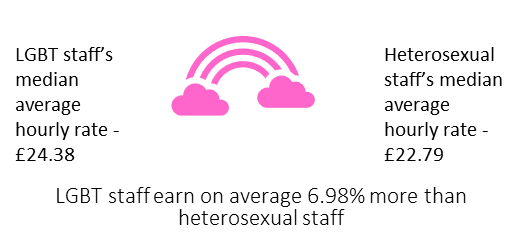 LGBT staff's
median
average
hourly rate -
£24.38
Heterosexual
staff's median
average
hourly rate -
£22.79
LGBT staff earn on average 6.98% more than
heterosexual staff